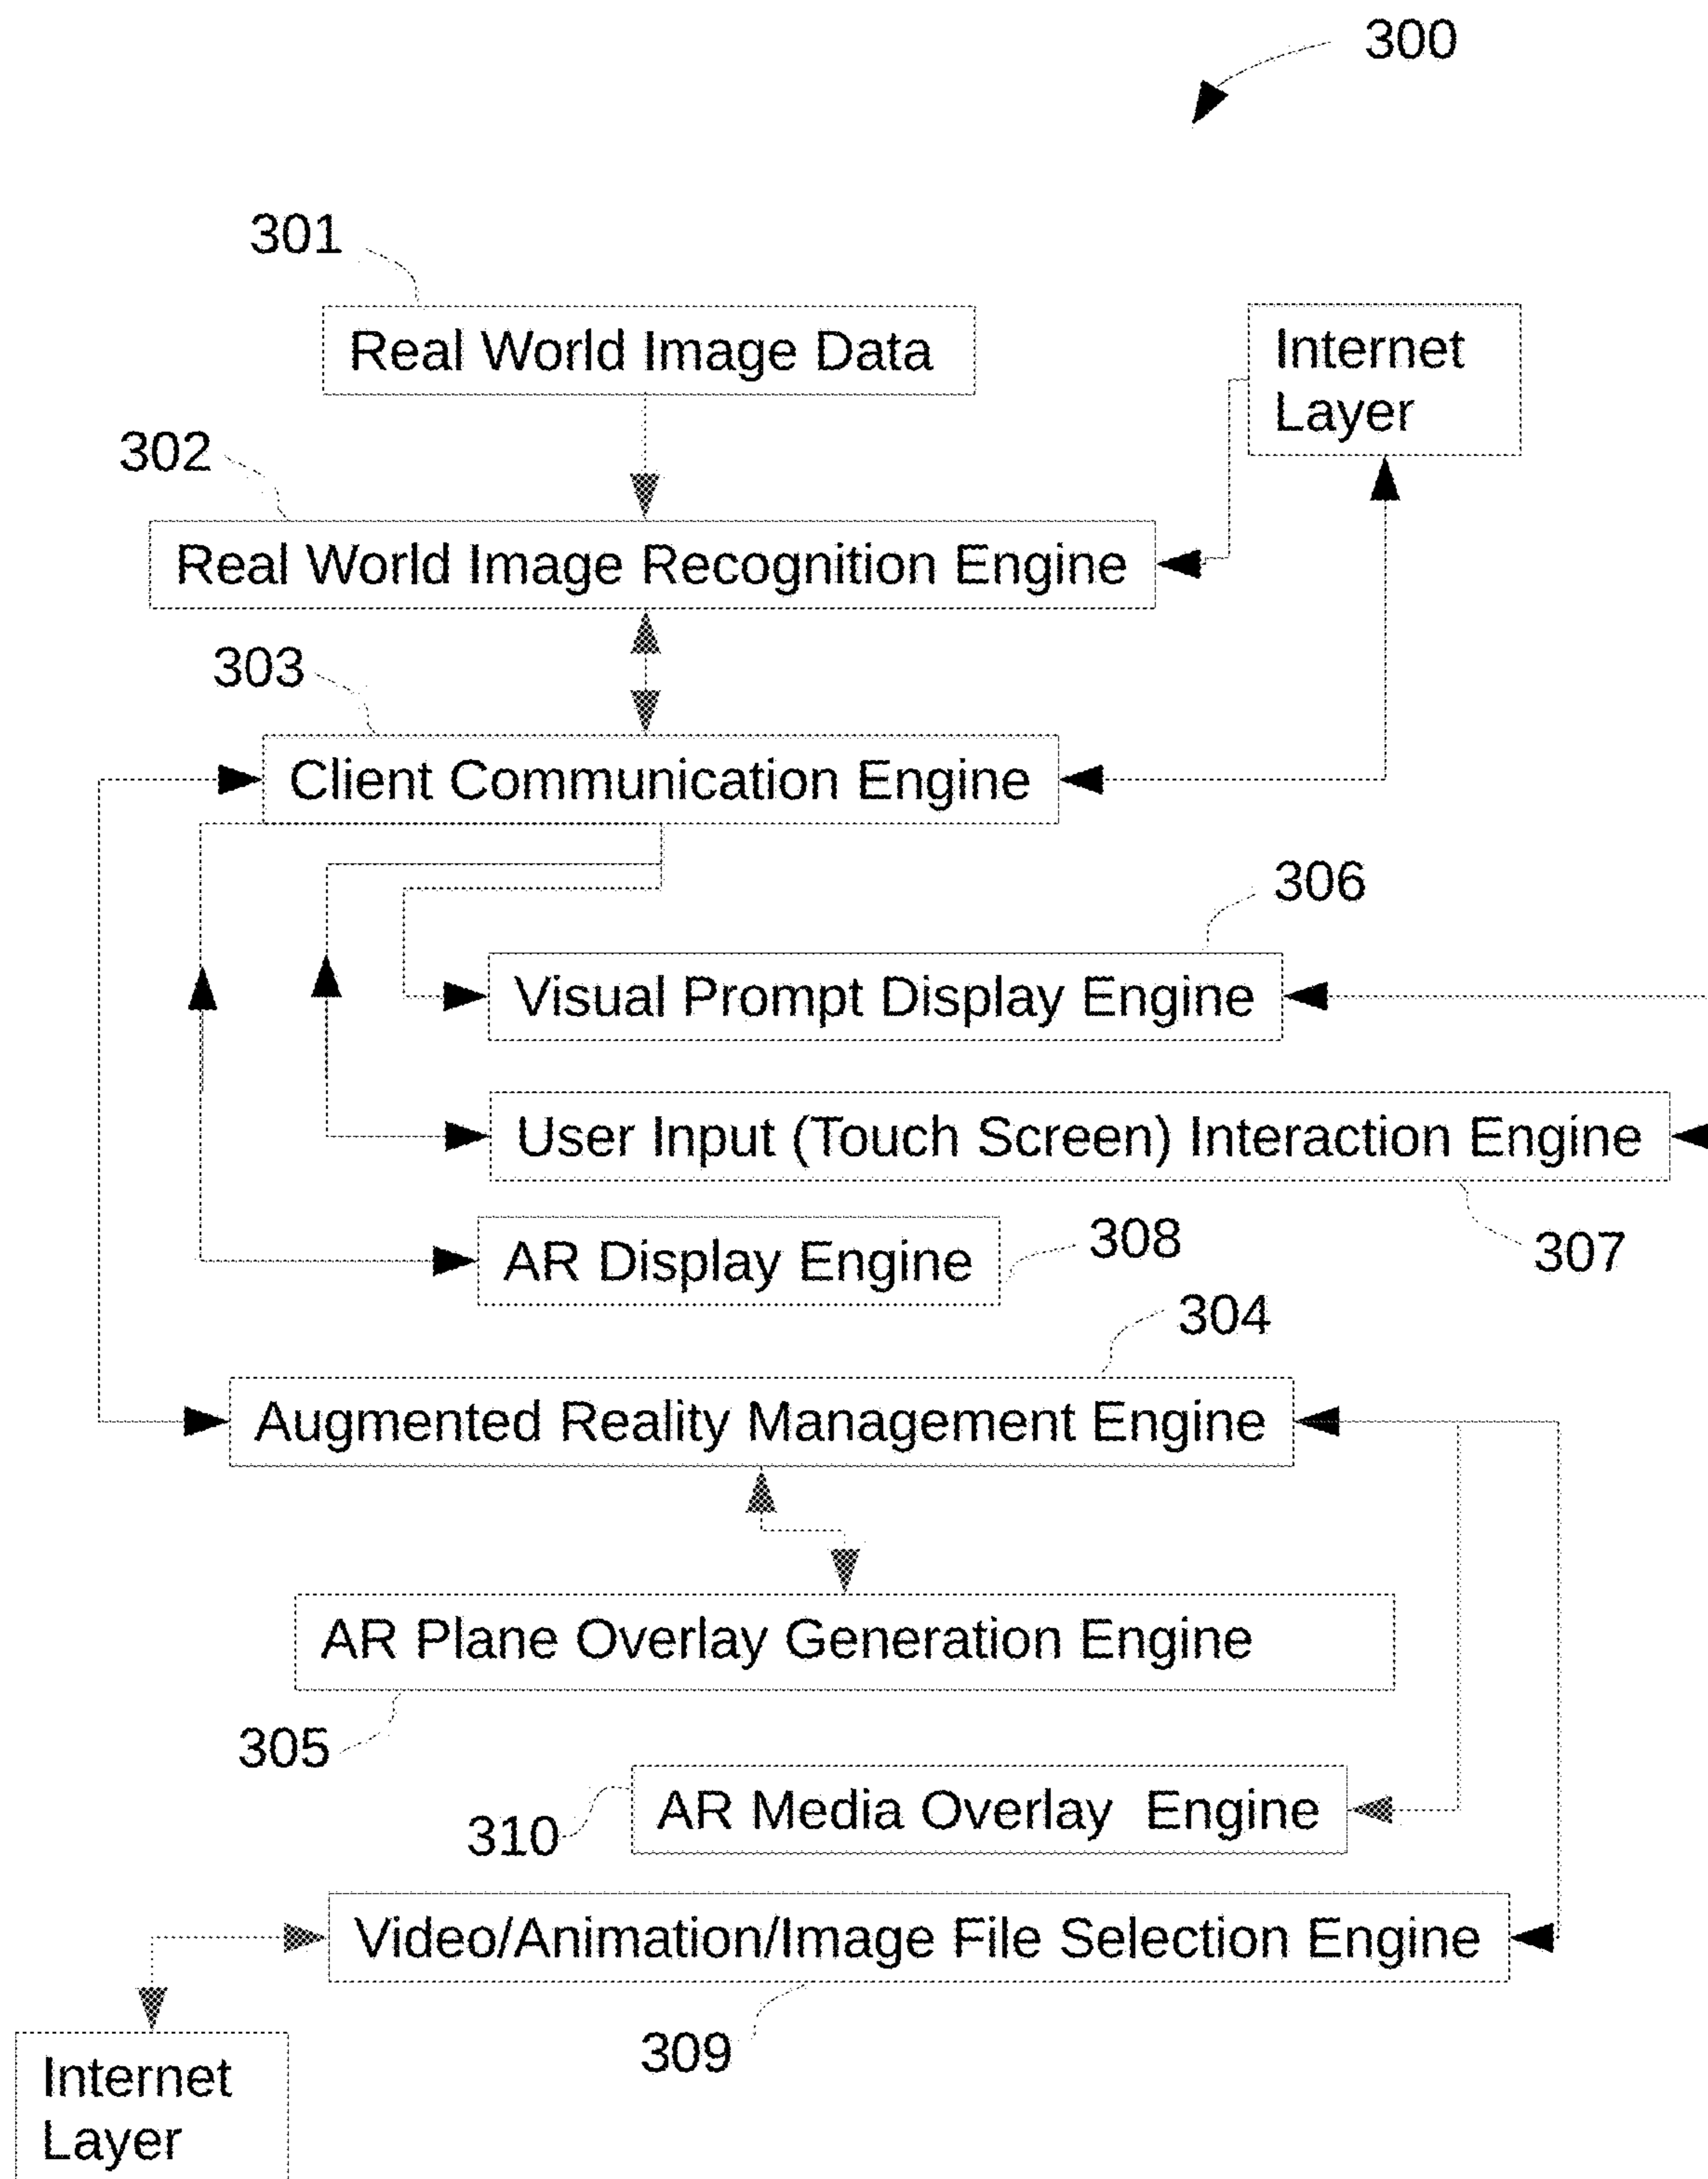 300
301
Real World Image Data
Internet
Layer
302
Real World Image Recognition Engine
303
Client Communication Engine
306
Visual Prompt Display Engine
User Input (Touch Screen) Interaction Engine
307
AR Display Engine
308
304
Augmented Reality Management Engine
AR Plane Overlay Generation Engine
305
AR Media Overlay Engine
310
Video/Animation/Image File Selection Engine
309
Internet
Layer